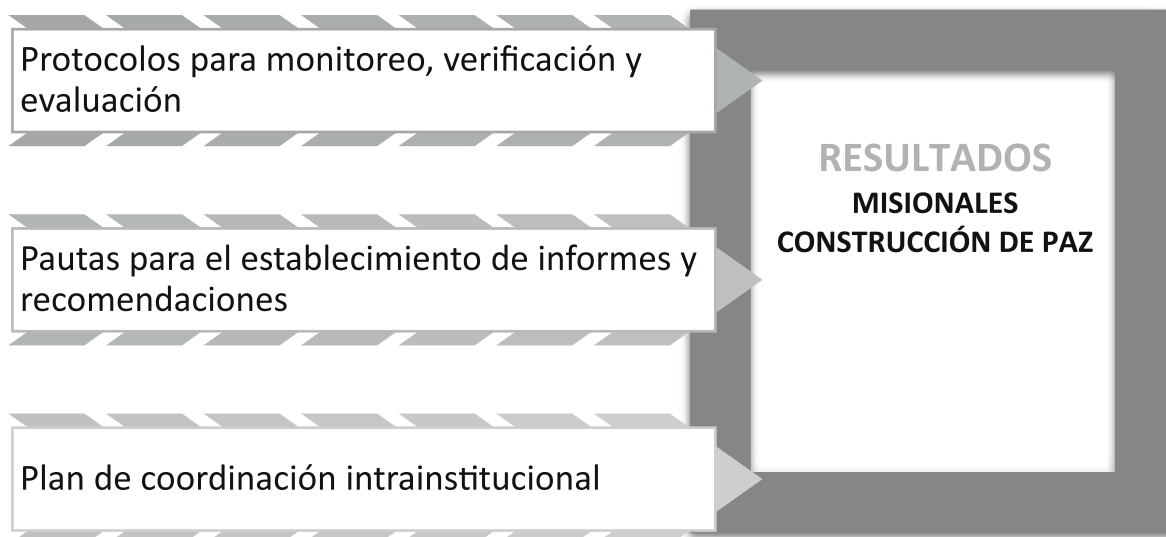 Protocolos para monitoreo, verificación y
evaluación
Pautas para el establecimiento de informes y
recomendaciones
Plan de coordinación intrainstitucional
RESULTADOS
MISIONALES
CONSTRUCCIÓN DE PAZ